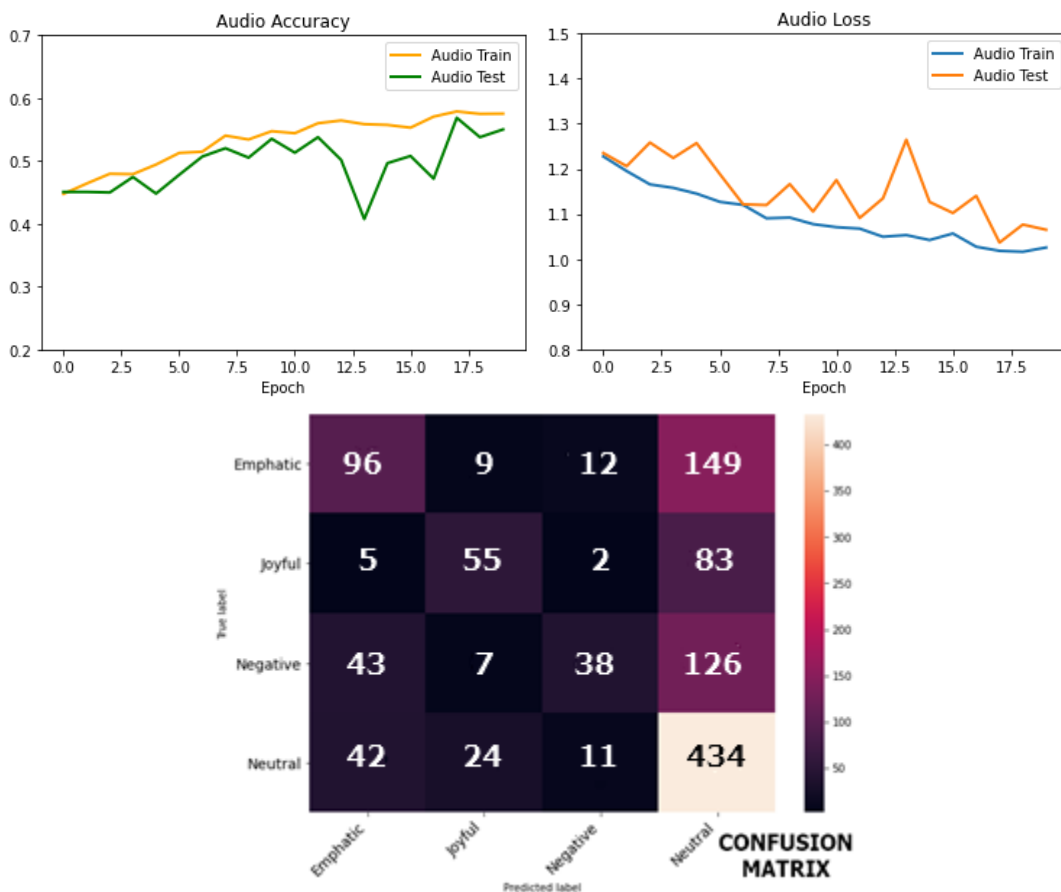 Audio Accuracy
0.7
0.6
0.5
0.4
0.3
0.2
Audio Train
Audio Test
0.0 2.5 5.0 7.5 10.0 12.5 15.0 17.5
Epoch
Audio Loss
1.5
1.4
1.3
1.2
1.1
1.0
0.9
0.8
Audio Train
Audio Test
0.0 2.5 5.0 7.5 10.0 12.5 15.0 17.5
Epoch
True label
Emphatic 96 9 12 149
Joyful 5 55 2 83
Negative 43 7 38 126
Neutral 42 24 11 434
Emphatic Joyful Negative Neutral
Predicted label
400
350
300
250
200
150
100
50
CONFUSION
MATRIX